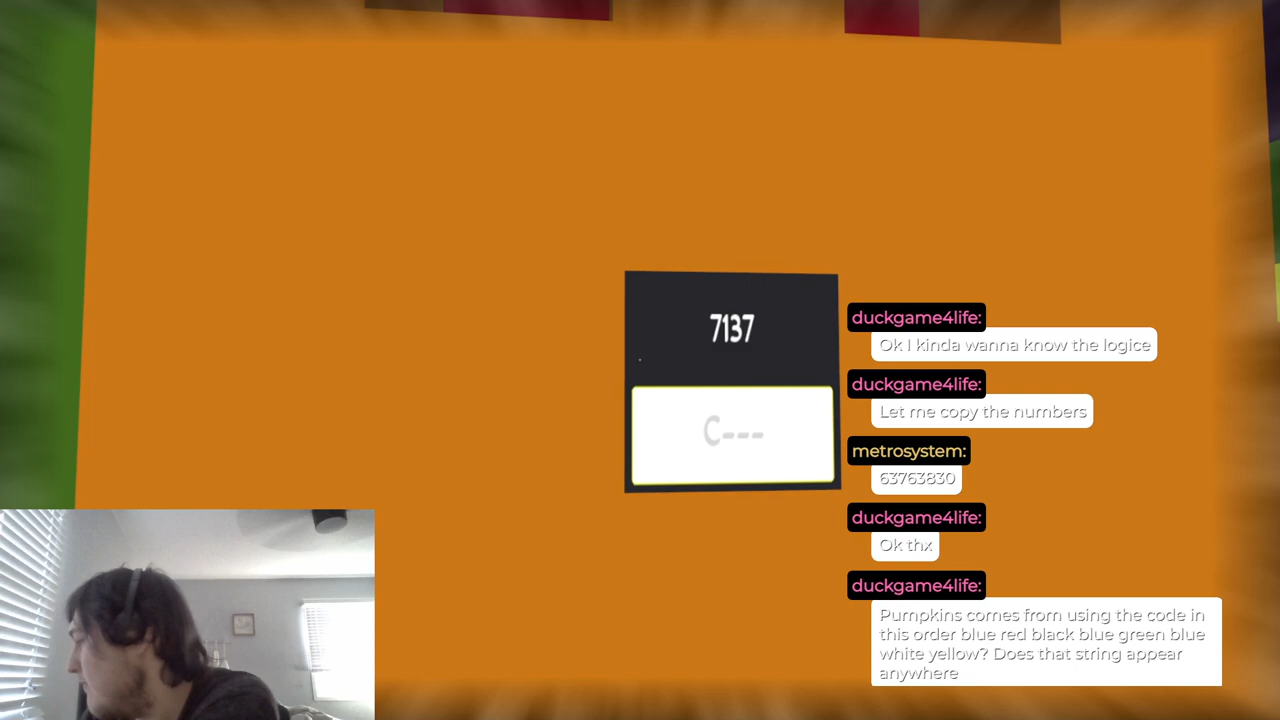 7137
C---
duckgame4life:
Ok I kinda wanna know the logice
duckgame4life:
Let me copy the numbers
metrosystem:
63763830
duckgame4life:
Ok thx
duckgame4life:
Pumpkins comes from using the code in
this order blue red black blue green blue
white yellow? Does that string appear
anywhere